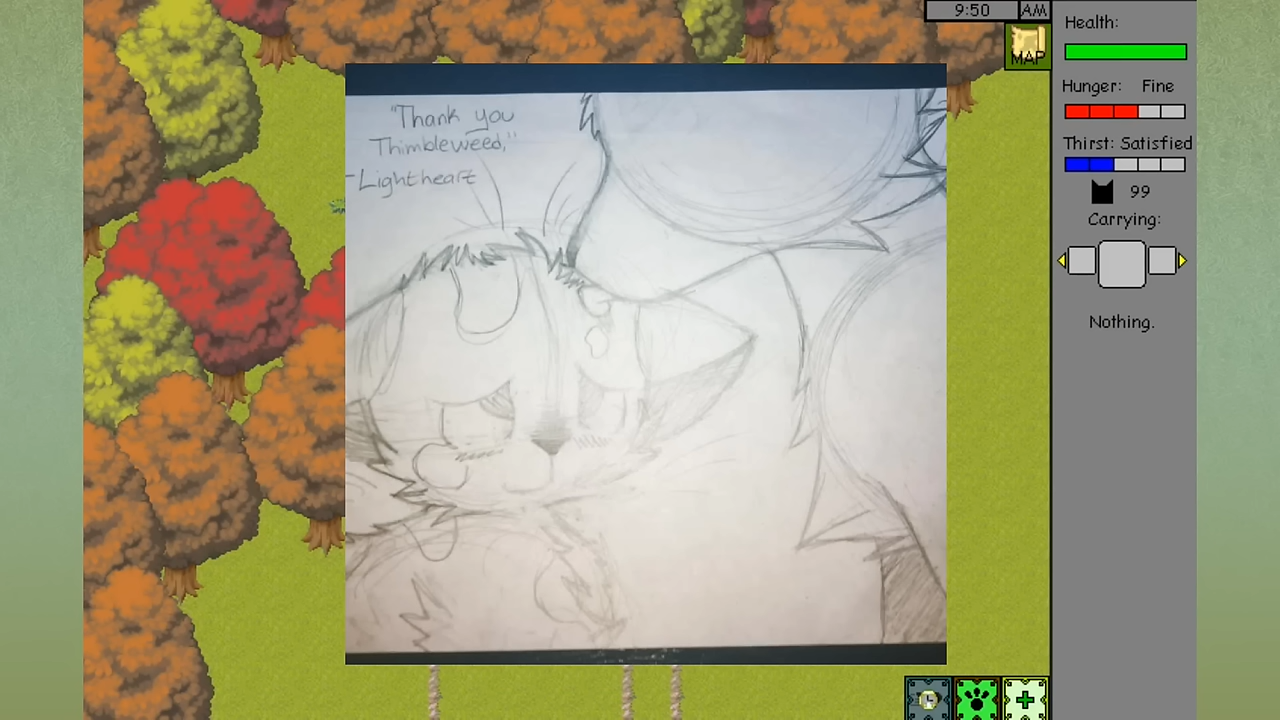 9:50 AM
MAP
Health:
Hunger: Fine
Thirst: Satisfied
99
Carrying:
Nothing.
"Thank you
Thimbleweed,"
-Lightheart